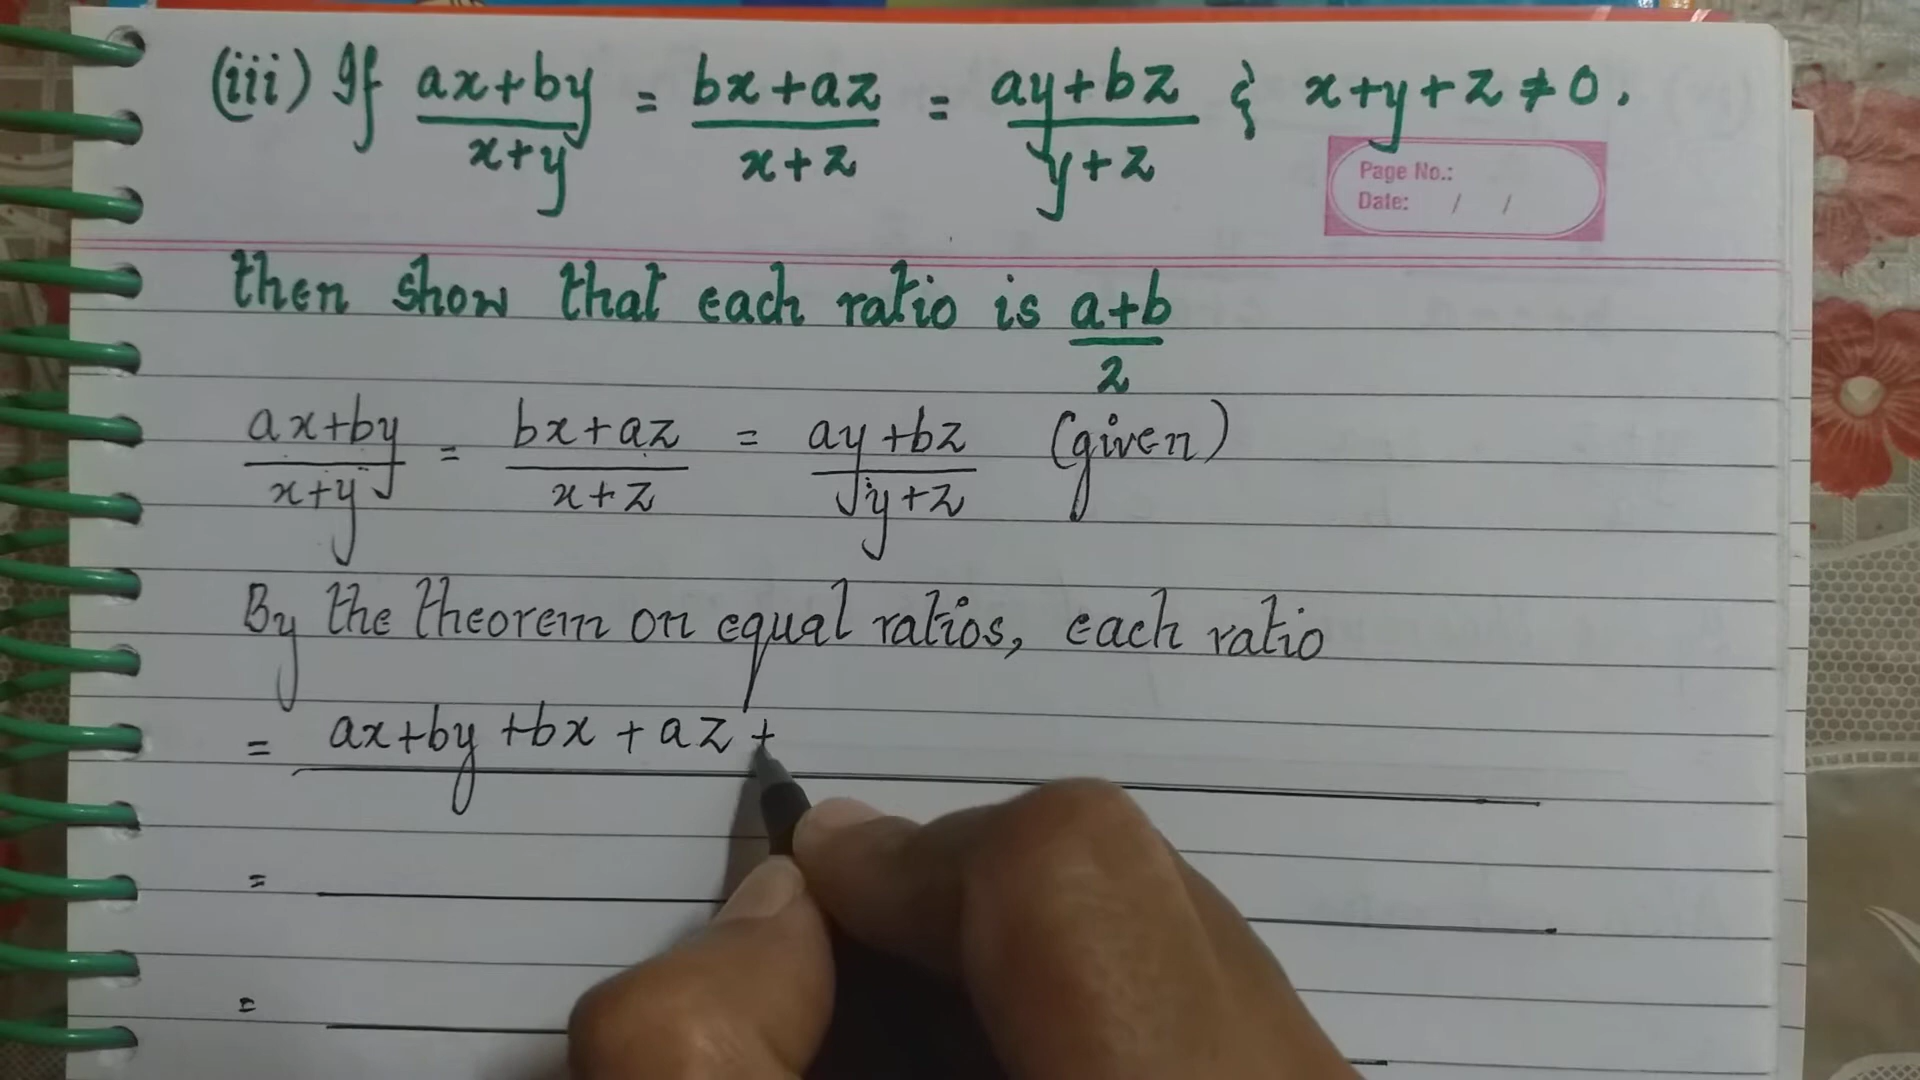 (iii) If ax+by/x+y = bx+az/x+z = ay+bz/y+z & x+y+z≠0.
Page No.:
Date: / /
then show that each ratio is a+b/2
ax+by/x+y = bx+az/x+z = ay+bz/y+z (given)
By the theorem on equal ratios, each ratio
= ax+by+bx+az+
=
=